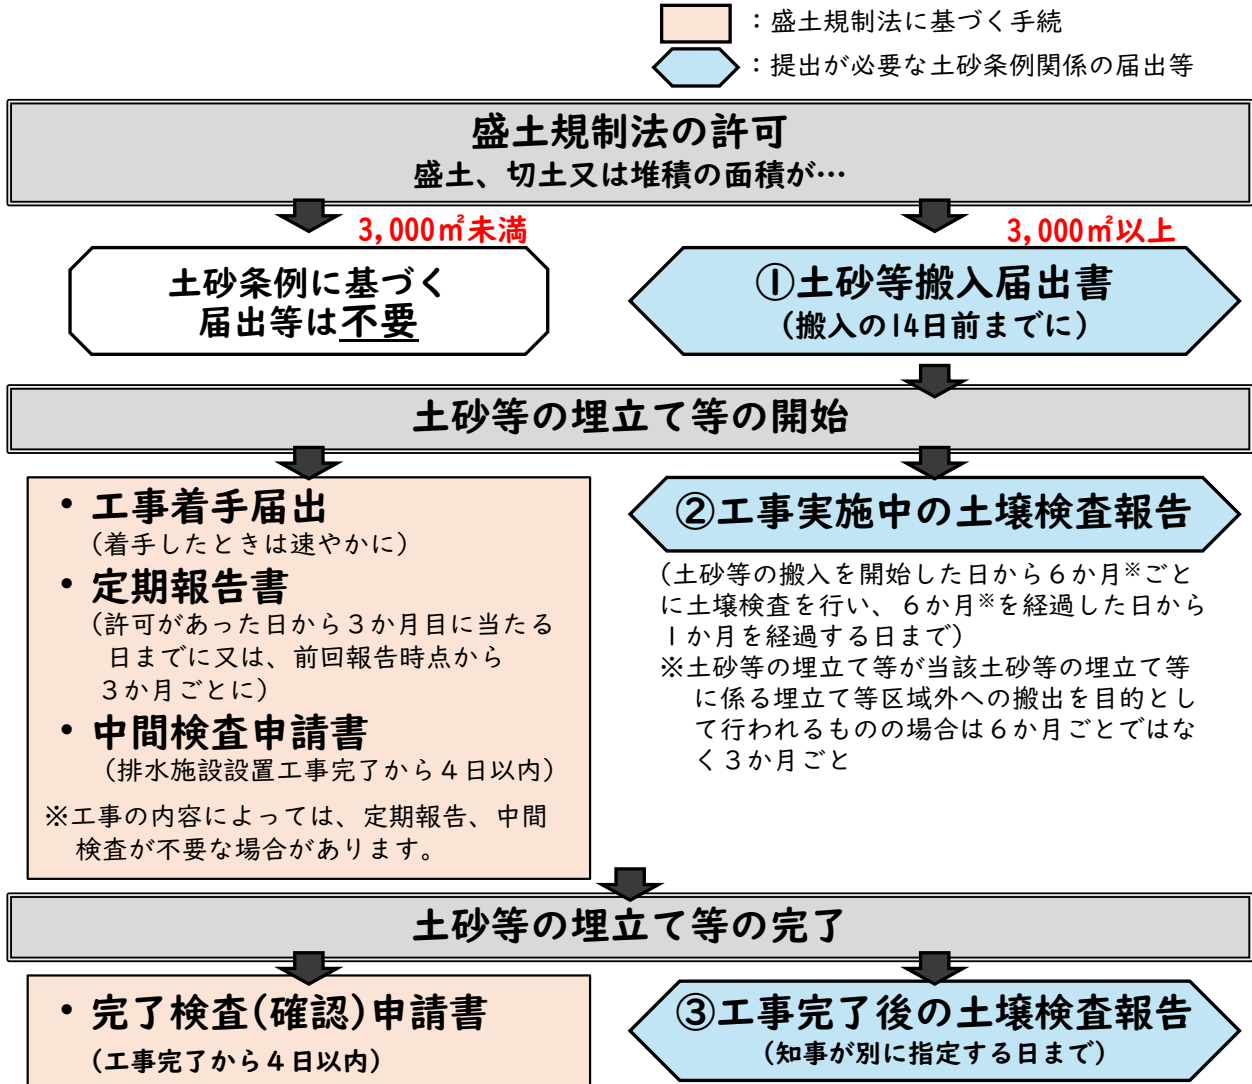 ：盛土規制法に基づく手続
：提出が必要な土砂条例関係の届出等
盛土規制法の許可
盛土、切土又は堆積の面積が…
3,000㎡未満
3,000㎡以上
土砂条例に基づく
届出等は不要
①土砂等搬入届出書
(搬入の14日前までに)
土砂等の埋立て等の開始
・工事着手届出
(着手したときは速やかに)
・定期報告書
(許可があった日から３か月目に当たる
日までに又は、前回報告時点から
３か月ごとに)
・中間検査申請書
(排水施設設置工事完了から４日以内)
※工事の内容によっては、定期報告、中間
検査が不要な場合があります。
②工事実施中の土壌検査報告
(土砂等の搬入を開始した日から６か月※ごと
に土壌検査を行い、６か月※を経過した日から
１か月を経過する日まで)
※土砂等の埋立て等が当該土砂等の埋立て等
に係る埋立て等区域外への搬出を目的とし
て行われるものの場合は６か月ごとではな
く３か月ごと
土砂等の埋立て等の完了
・完了検査(確認)申請書
(工事完了から４日以内)
③工事完了後の土壌検査報告
(知事が別に指定する日まで)